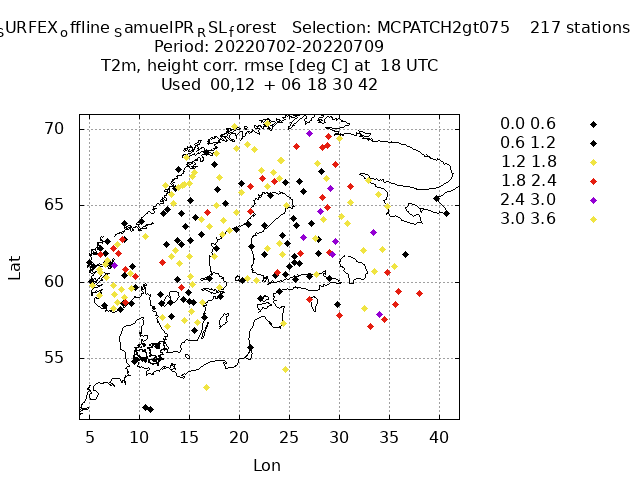 SURFEX offline SamuelPR RSL forest Selection: MCPATCH2gt075 217 stations
Period: 20220702-20220709
T2m, height corr. rmse [deg C] at 18 UTC
Used 00,12 + 06 18 30 42
0.0 0.6
0.6 1.2
1.2 1.8
1.8 2.4
2.4 3.0
3.0 3.6
70
65
60
55
Lat
5 10 15 20 25 30 35 40
Lon